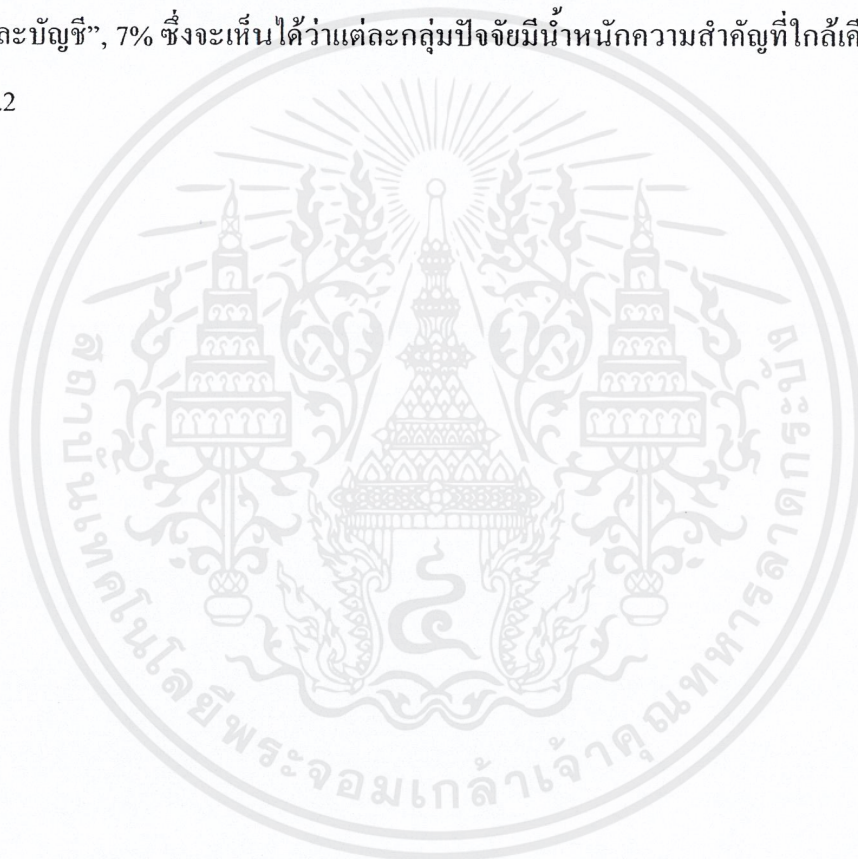 ละบัญชี”, 7% ซึ่งจะเห็นได้ว่าแต่ละกลุ่มปัจจัยมีน้ำหนักความสำคัญที่ใกล้เคี
.2
สถาบันเทคโนโลยีพระจอมเกล้าเจ้าคุณทหารลาดกระบัง
๔